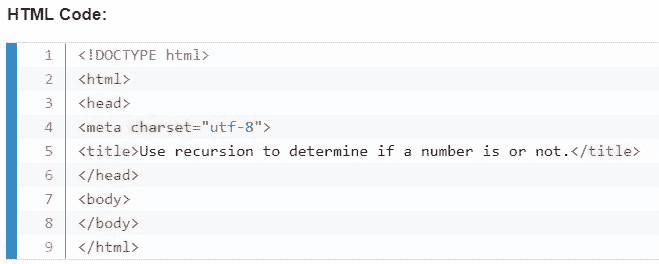 HTML Code:
1 <!DOCTYPE html>
2 <html>
3 <head>
4 <meta charset="utf-8">
5 <title>Use recursion to determine if a number is or not.</title>
6 </head>
7 <body>
8 </body>
9 </html>